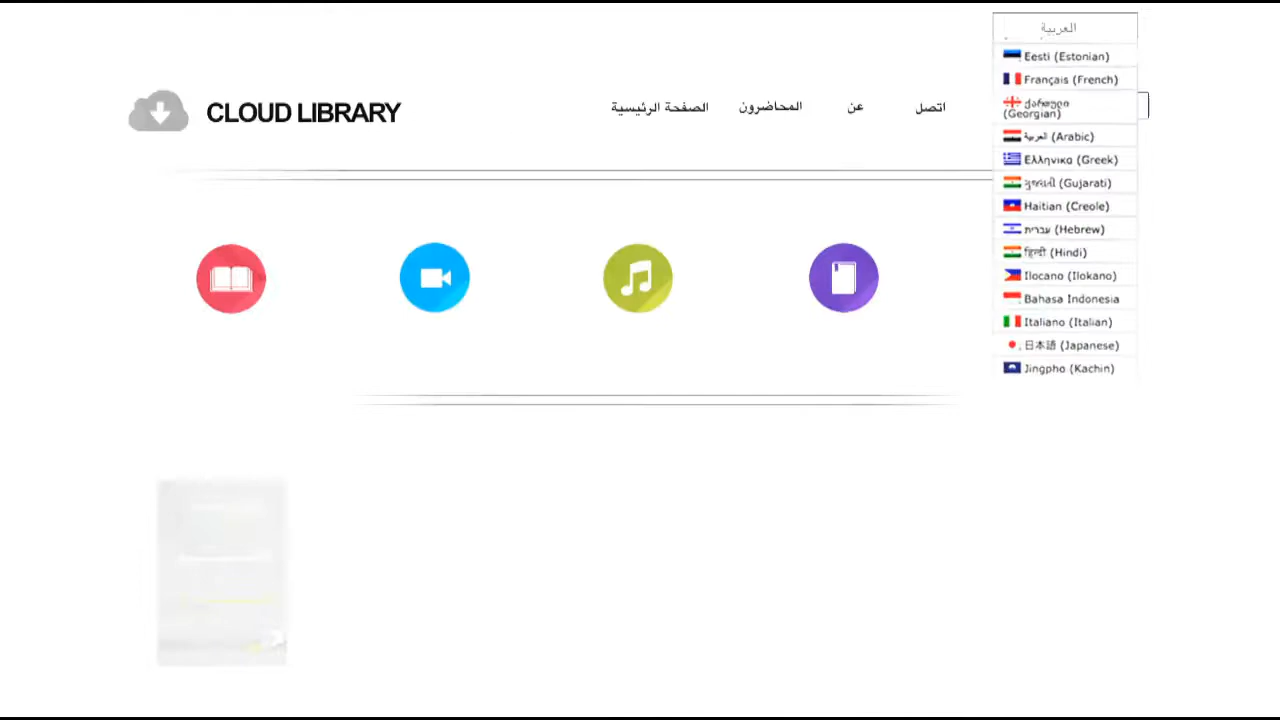 العربية
CLOUD LIBRARY
الصفحة الرئيسية
المحاضرون
عن
اتصل
Eesti (Estonian)
Français (French)
ქართული
(Georgian)
العربية (Arabic)
Ελληνικα (Greek)
ગુજરાતી (Gujarati)
Haitian (Creole)
עברית (Hebrew)
हिन्दी (Hindi)
Ilocano (Ilokano)
Bahasa Indonesia
Italiano (Italian)
日本語 (Japanese)
Jingpho (Kachin)